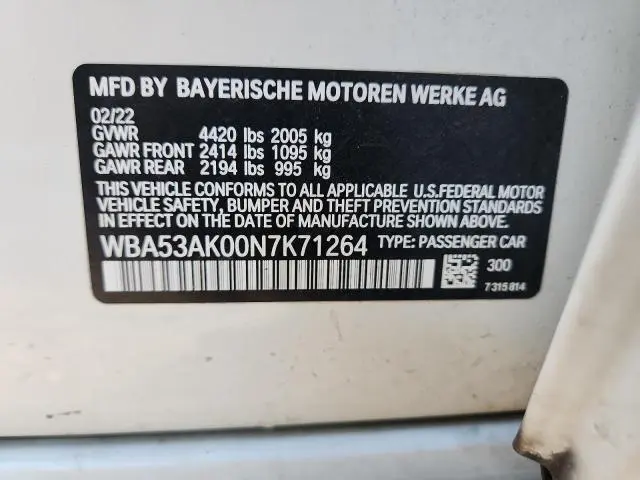 MFD BY BAYERISCHE MOTOREN WERKE AG
02/22
GVWR 4420 lbs 2005 kg
GAWR FRONT 2414 lbs 1095 kg
GAWR REAR 2194 lbs 995 kg
THIS VEHICLE CONFORMS TO ALL APPLICABLE U.S.FEDERAL MOTOR
VEHICLE SAFETY, BUMPER AND THEFT PREVENTION STANDARDS
IN EFFECT ON THE DATE OF MANUFACTURE SHOWN ABOVE.
WBA53AK00N7K71264 TYPE: PASSENGER CAR
300
7315814